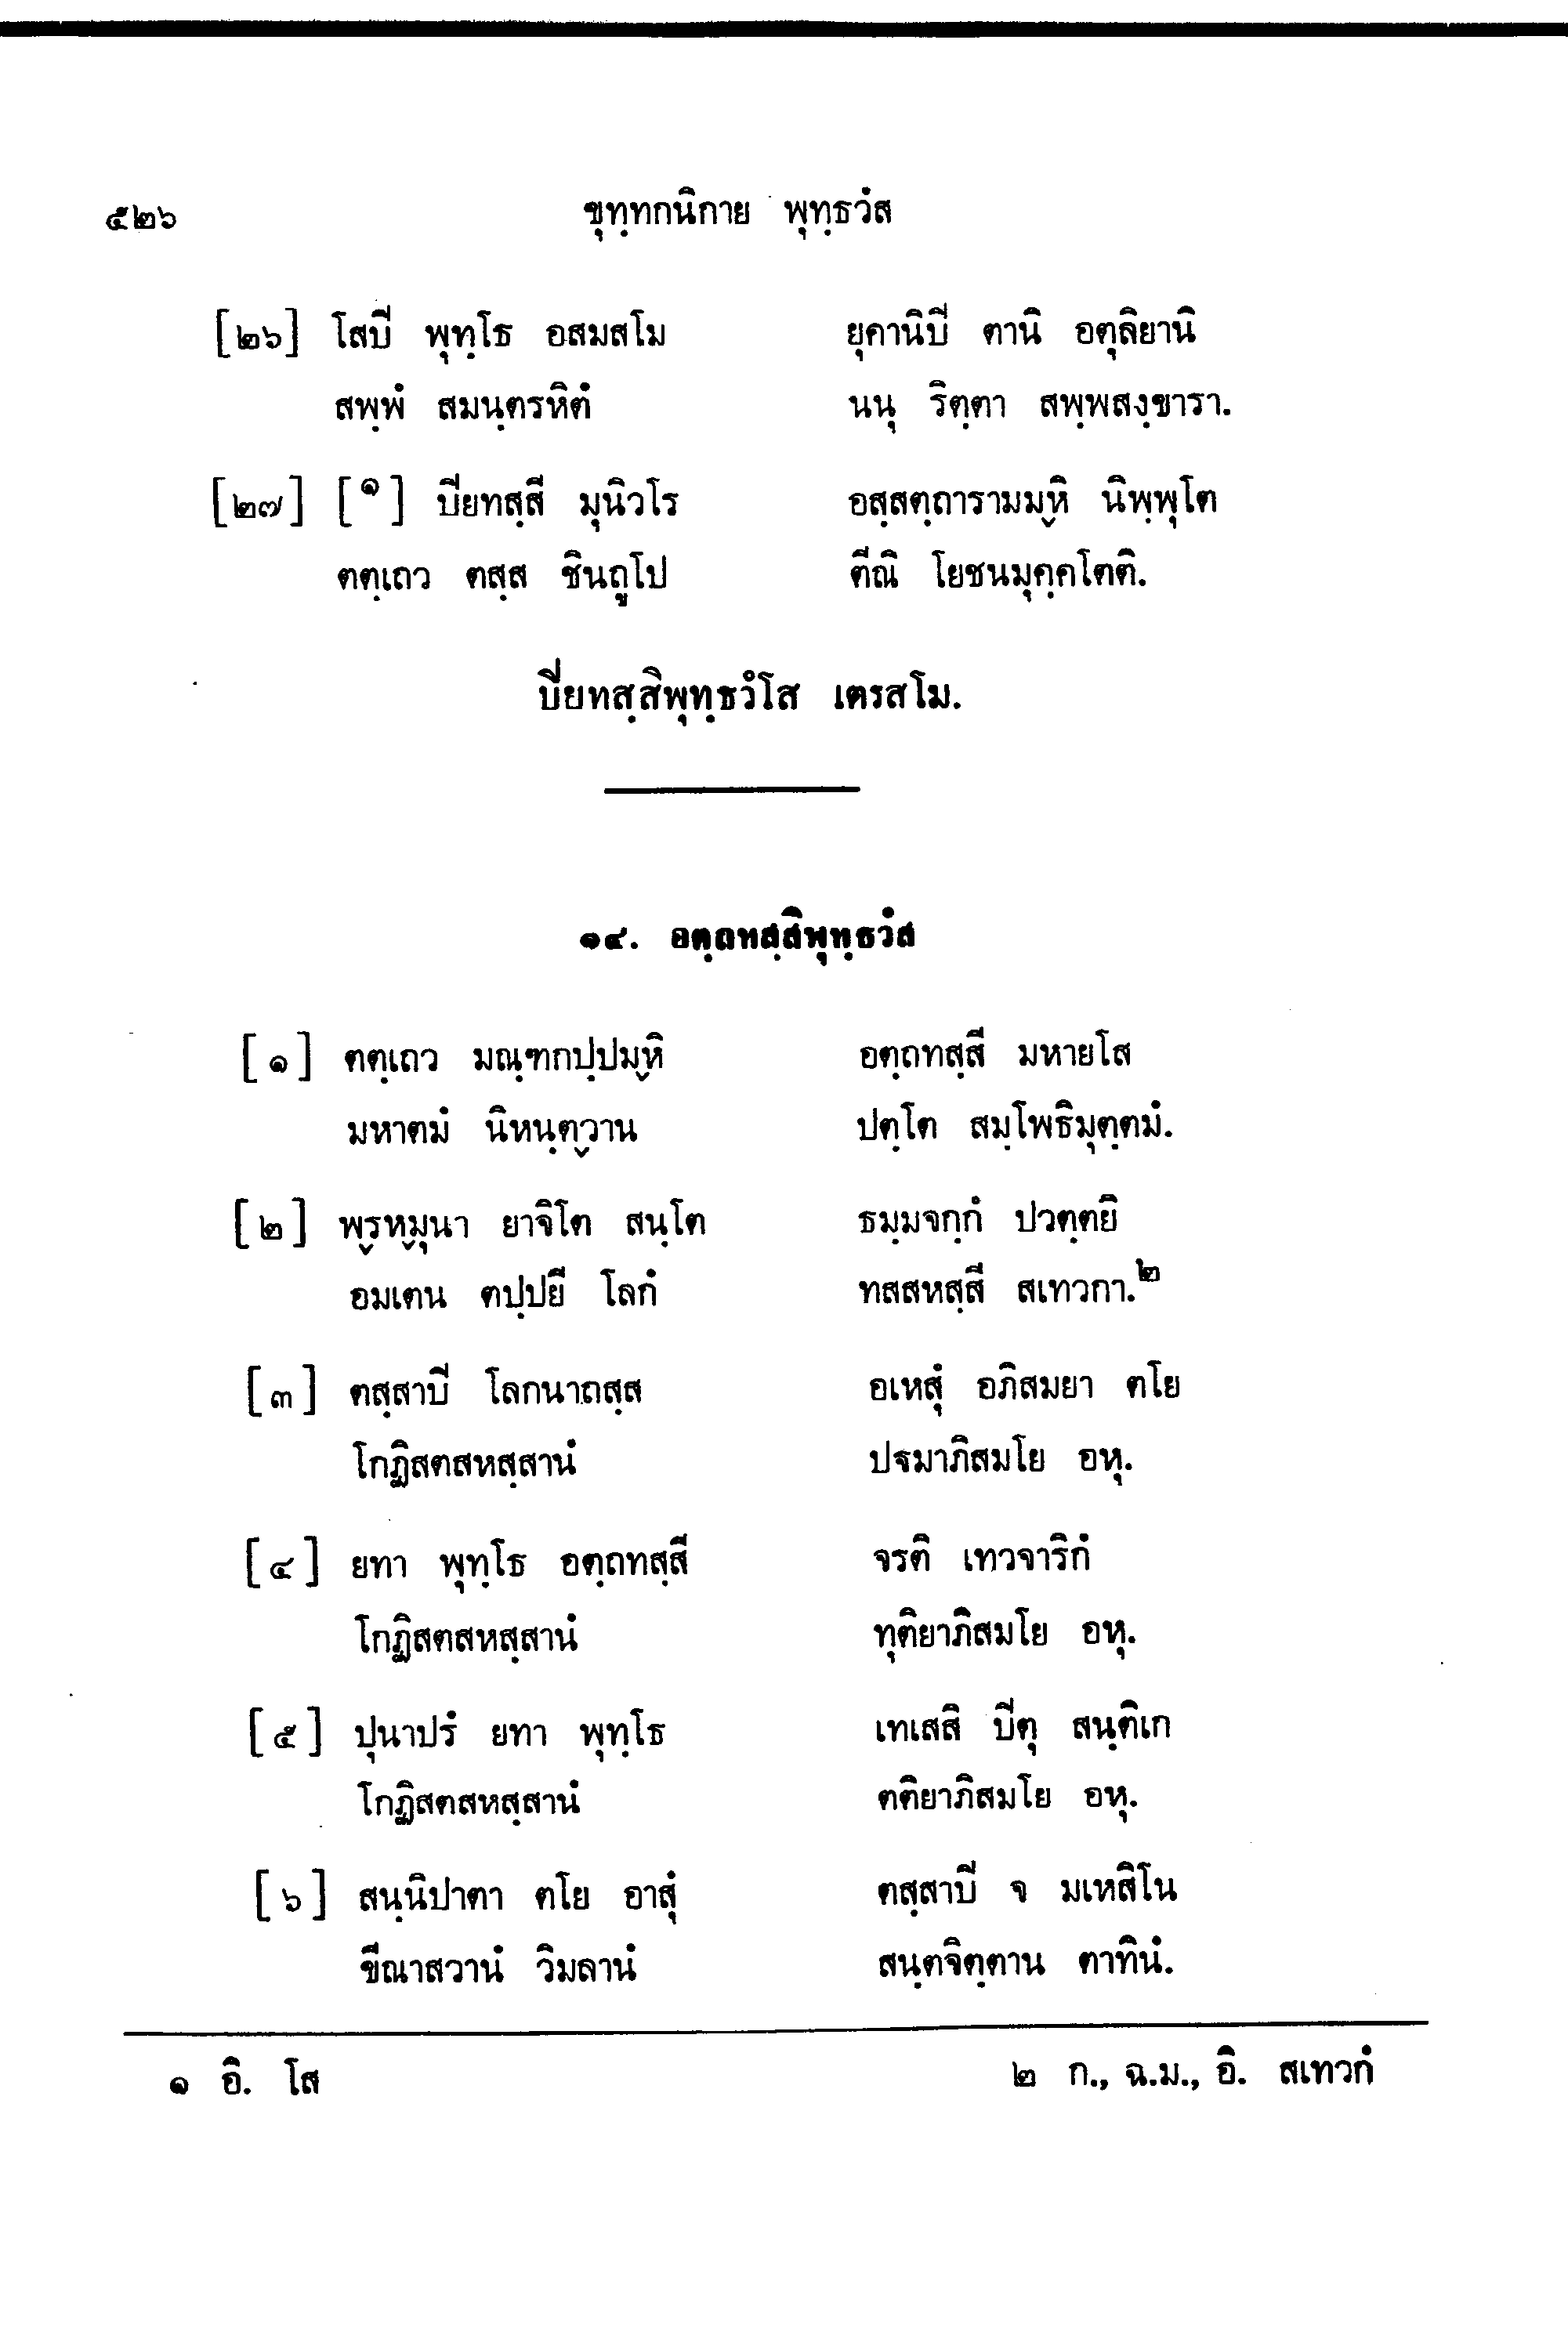 ๕๒๖ ขุทฺทกนิกาย พุทฺธวํส
[๒๖] โสปิ พุทฺโธ อสมสโม ยุคานิปิ ตานิ อตุลิยานิ
สพฺพํ สมนฺตรหิตํ นนุ ริตฺตา สพฺพสงฺขารา.
[๒๗] [๑] ปิยทสฺสี มุนิวโร อสฺสตฺถารามมฺหิ นิพฺพุโต
ตตฺเถว ตสฺส ชินถูโป ตีณิ โยชนมุคฺคโตติ.
ปิยทสฺสิพุทฺธวํโส เตรสโม.
๑๔. อตฺถทสฺสิพุทฺธวํส
[๑] ตตฺเถว มณฺฑกปฺปมฺหิ อตฺถทสฺสี มหายโส
มหาตมํ นิหนฺตฺวาน ปตฺโต สมฺโพธิมุตฺตมํ.
[๒] พฺรหฺมุนา ยาจิโต สนฺโต ธมฺมจกฺกํ ปวตฺตยิ
อมเตน ตปฺปยี โลกํ ทสสหสฺสี สเทวกา.๒
[๓] ตสฺสาปิ โลกนาถสฺส อเหสุํ อภิสมยา ตโย
โกฏิสตสหสฺสานํ ปฐมาภิสมโย อหุ.
[๔] ยทา พุทฺโธ อตฺถทสฺสี จรติ เทวจาริกํ
โกฏิสตสหสฺสานํ ทุติยาภิสมโย อหุ.
[๕] ปุนาปรํ ยทา พุทฺโธ เทเสสิ ปิตุ สนฺติเก
โกฏิสตสหสฺสานํ ตติยาภิสมโย อหุ.
[๖] สนฺนิปาตา ตโย อาสุํ ตสฺสาปิ จ มเหสิโน
ขีณาสวานํ วิมลานํ สนฺตจิตฺตาน ตาทินํ.
๑ อิ. โส ๒ ก., ฉ.ม., อิ. สเทวกํ